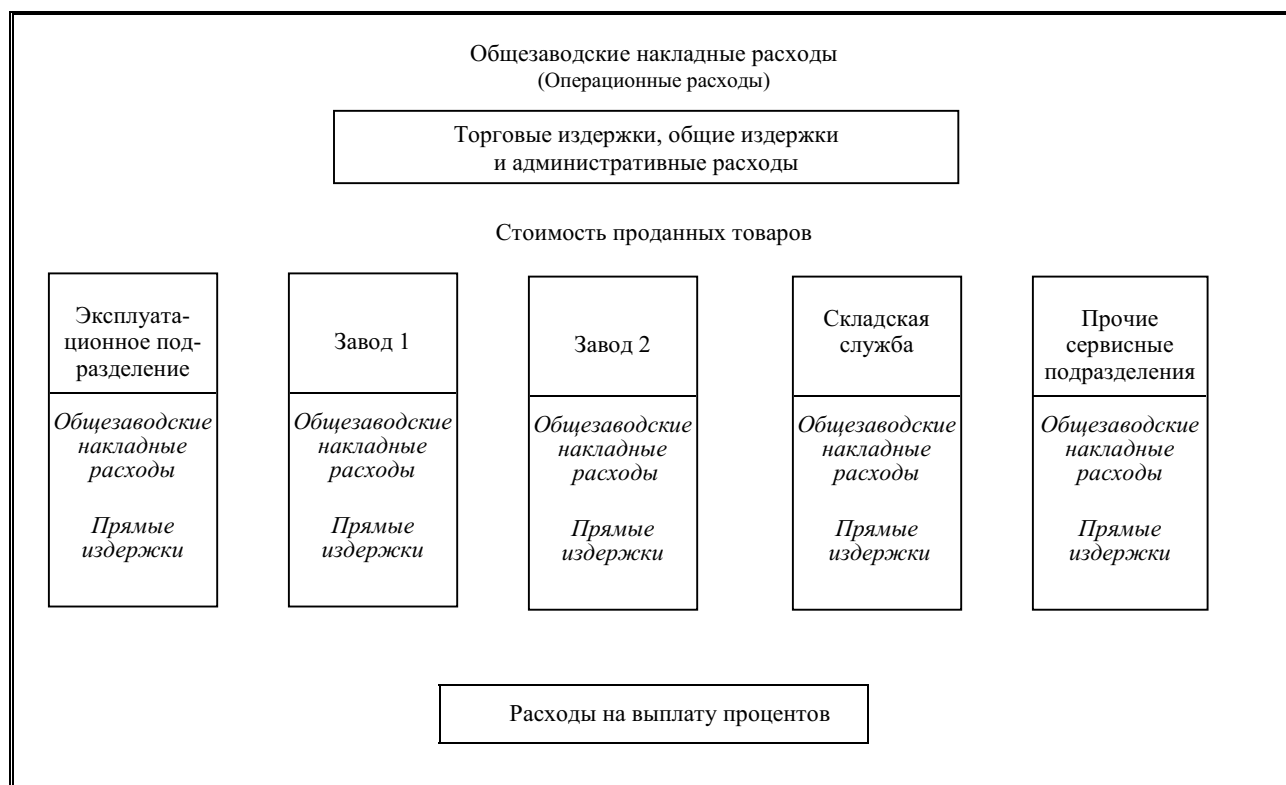 Общезаводские накладные расходы
(Операционные расходы)
Торговые издержки, общие издержки
и административные расходы
Стоимость проданных товаров
Эксплуата-
ционное под-
разделение
Общезаводские
накладные
расходы
Прямые
издержки
Завод 1
Общезаводские
накладные
расходы
Прямые
издержки
Завод 2
Общезаводские
накладные
расходы
Прямые
издержки
Складская
служба
Общезаводские
накладные
расходы
Прямые
издержки
Прочие
сервисные
подразделения
Общезаводские
накладные
расходы
Прямые
издержки
Расходы на выплату процентов